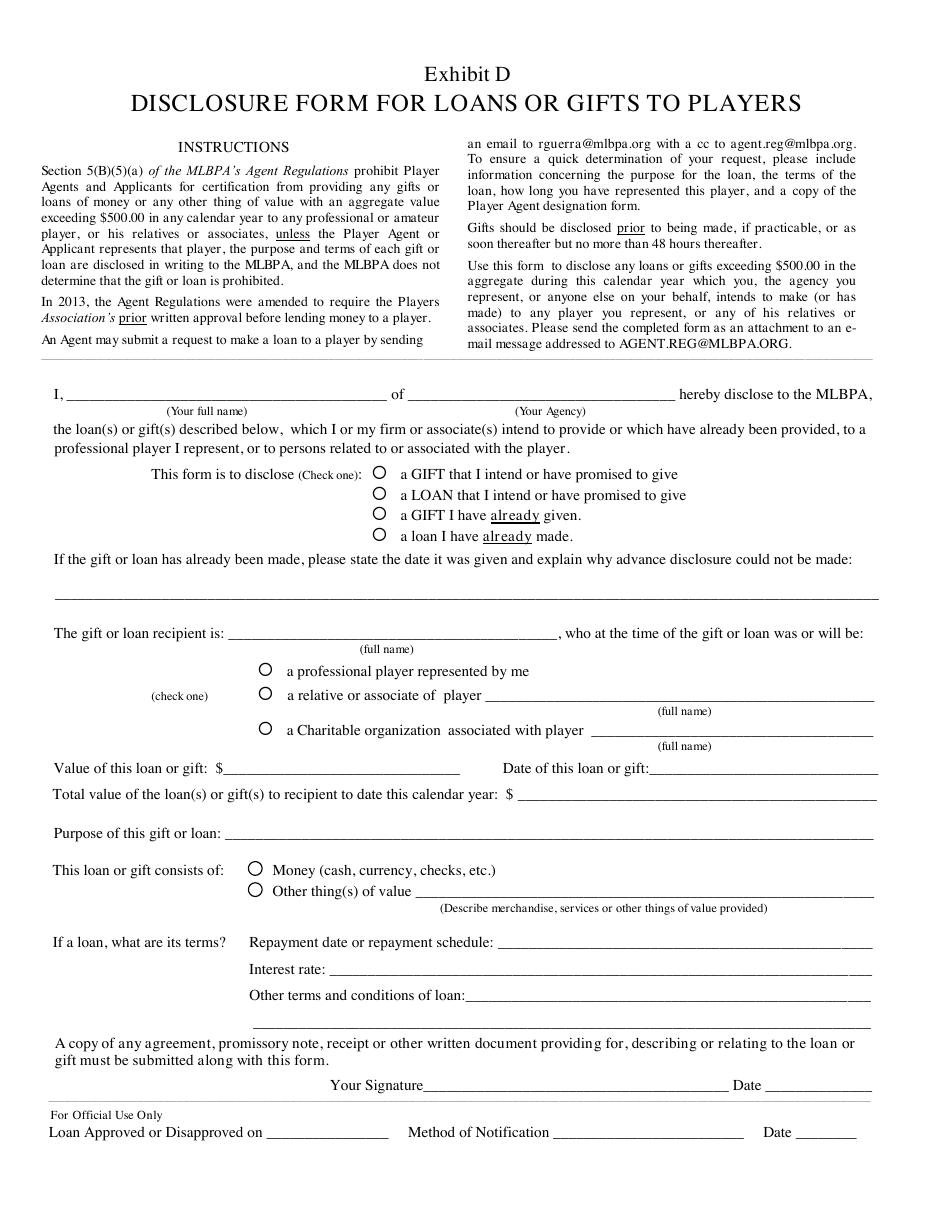 Exhibit D
DISCLOSURE FORM FOR LOANS OR GIFTS TO PLAYERS
INSTRUCTIONS
Section 5(B)(5)(a) of the MLBPA's Agent Regulations prohibit Player
Agents and Applicants for certification from providing any gifts or
loans of money or any other thing of value with an aggregate value
exceeding $500.00 in any calendar year to any professional or amateur
player, or his relatives or associates, unless the Player Agent or
Applicant represents that player, the purpose and terms of each gift or
loan are disclosed in writing to the MLBPA, and the MLBPA does not
determine that the gift or loan is prohibited.
In 2013, the Agent Regulations were amended to require the Players
Association's prior written approval before lending money to a player.
An Agent may submit a request to make a loan to a player by sending
an email to rguerra@mlbpa.org with a cc to agent.reg@mlbpa.org.
To ensure a quick determination of your request, please include
information concerning the purpose for the loan, the terms of the
loan, how long you have represented this player, and a copy of the
Player Agent designation form.
Gifts should be disclosed prior to being made, if practicable, or as
soon thereafter but no more than 48 hours thereafter.
Use this form to disclose any loans or gifts exceeding $500.00 in the
aggregate during this calendar year which you, the agency you
represent, or anyone else on your behalf, intends to make (or has
made) to any player you represent, or any of his relatives or
associates. Please send the completed form as an attachment to an e-
mail message addressed to AGENT.REG@MLBPA.ORG.
I, ________________ of ________________ hereby disclose to the MLBPA,
(Your full name) (Your Agency)
the loan(s) or gift(s) described below, which I or my firm or associate(s) intend to provide or which have already been provided, to a
professional player I represent, or to persons related to or associated with the player.
This form is to disclose (Check one): a GIFT that I intend or have promised to give
a LOAN that I intend or have promised to give
a GIFT I have already given.
a loan I have already made.
If the gift or loan has already been made, please state the date it was given and explain why advance disclosure could not be made:
________________
The gift or loan recipient is: ________________, who at the time of the gift or loan was or will be:
(full name)
a professional player represented by me
(check one) a relative or associate of player ________________
(full name)
a Charitable organization associated with player ________________
(full name)
Value of this loan or gift: $________________ Date of this loan or gift:________________
Total value of the loan(s) or gift(s) to recipient to date this calendar year: $ ________________
Purpose of this gift or loan: ________________
This loan or gift consists of: Money (cash, currency, checks, etc.)
Other thing(s) of value ________________
(Describe merchandise, services or other things of value provided)
If a loan, what are its terms? Repayment date or repayment schedule: ________________
Interest rate: ________________
Other terms and conditions of loan:________________
________________
A copy of any agreement, promissory note, receipt or other written document providing for, describing or relating to the loan or
gift must be submitted along with this form.
Your Signature________________ Date ________
For Official Use Only
Loan Approved or Disapproved on ________________ Method of Notification ________________ Date ________